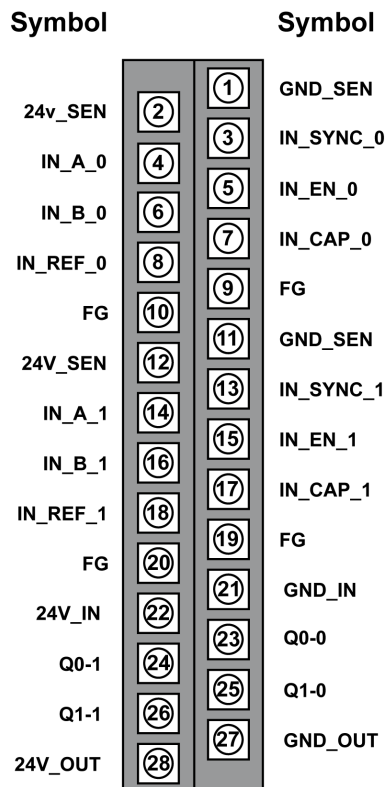 Symbol Symbol
1 GND_SEN
24v_SEN 2
3 IN_SYNC_0
IN_A_0 4
5 IN_EN_0
IN_B_0 6
7 IN_CAP_0
IN_REF_0 8
9 FG
FG 10
11 GND_SEN
24V_SEN 12
13 IN_SYNC_1
IN_A_1 14
15 IN_EN_1
IN_B_1 16
17 IN_CAP_1
IN_REF_1 18
19 FG
FG 20
21 GND_IN
24V_IN 22
23 Q0-0
Q0-1 24
25 Q1-0
Q1-1 26
27 GND_OUT
24V_OUT 28